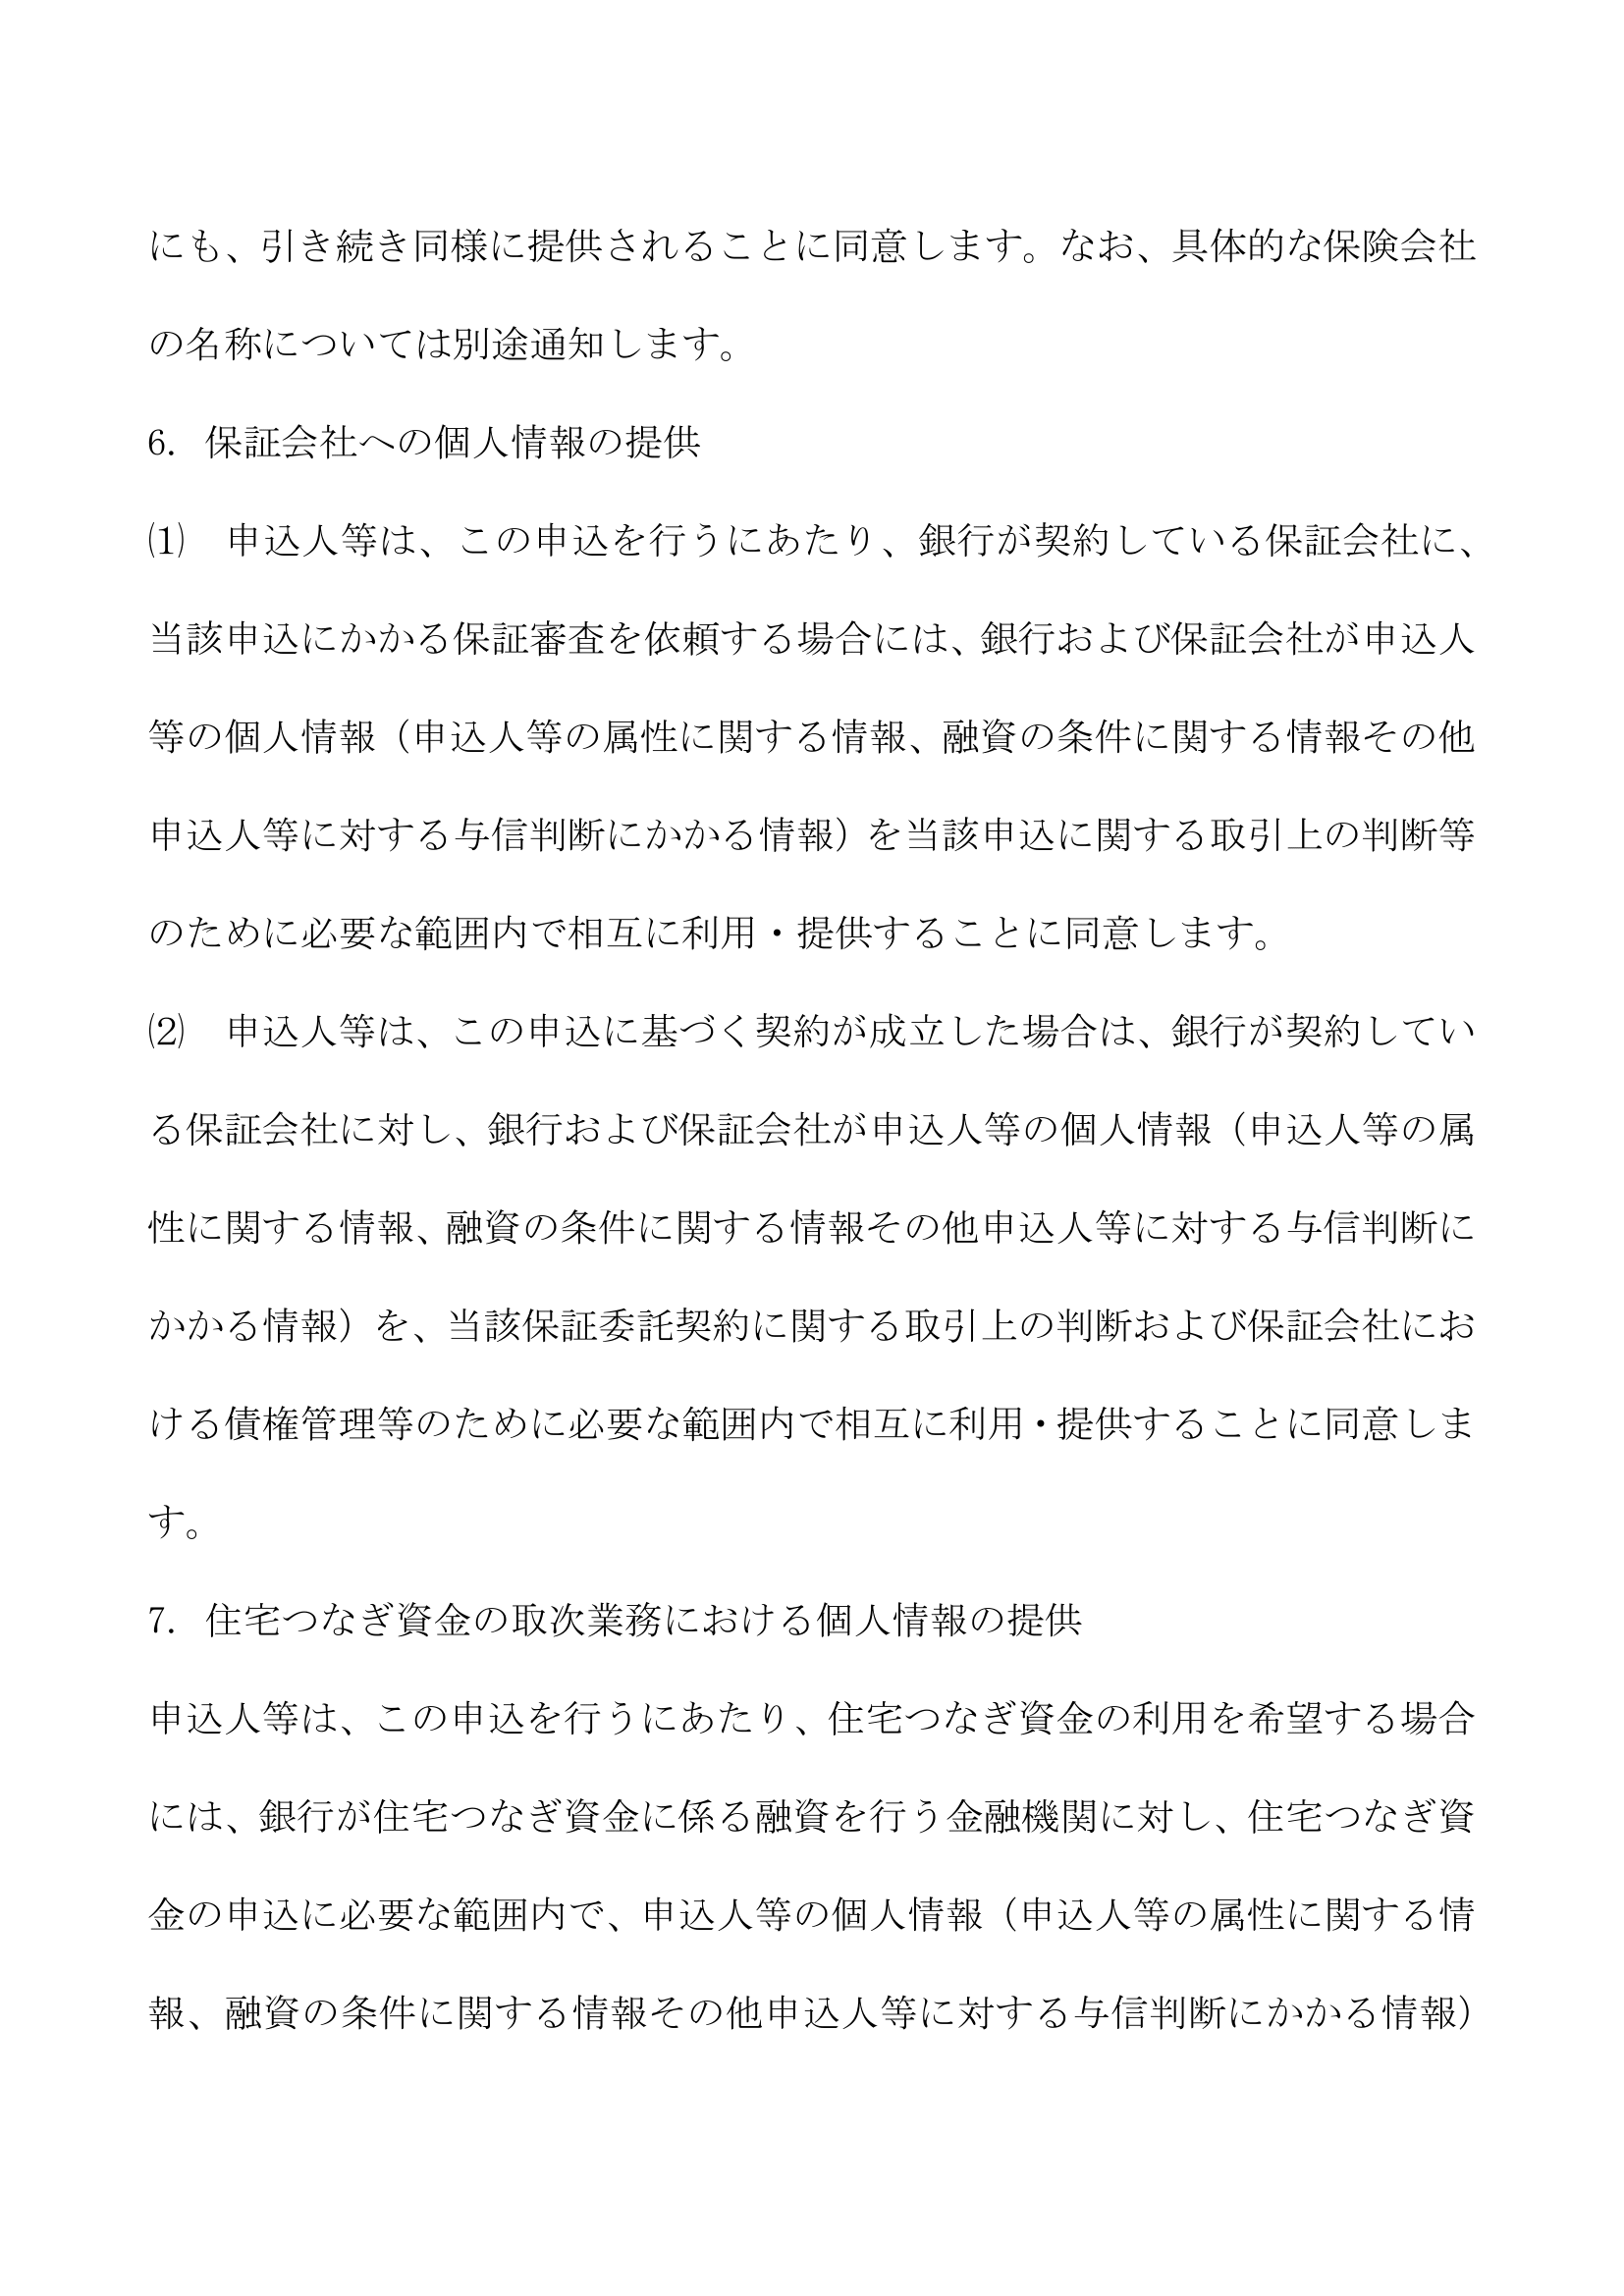 にも、引き続き同様に提供されることに同意します。なお、具体的な保険会社
の名称については別途通知します。
6. 保証会社への個人情報の提供
⑴　申込人等は、この申込を行うにあたり、銀行が契約している保証会社に、
当該申込にかかる保証審査を依頼する場合には、銀行および保証会社が申込人
等の個人情報（申込人等の属性に関する情報、融資の条件に関する情報その他
申込人等に対する与信判断にかかる情報）を当該申込に関する取引上の判断等
のために必要な範囲内で相互に利用・提供することに同意します。
⑵　申込人等は、この申込に基づく契約が成立した場合は、銀行が契約してい
る保証会社に対し、銀行および保証会社が申込人等の個人情報（申込人等の属
性に関する情報、融資の条件に関する情報その他申込人等に対する与信判断に
かかる情報）を、当該保証委託契約に関する取引上の判断および保証会社にお
ける債権管理等のために必要な範囲内で相互に利用・提供することに同意しま
す。
7. 住宅つなぎ資金の取次業務における個人情報の提供
申込人等は、この申込を行うにあたり、住宅つなぎ資金の利用を希望する場合
には、銀行が住宅つなぎ資金に係る融資を行う金融機関に対し、住宅つなぎ資
金の申込に必要な範囲内で、申込人等の個人情報（申込人等の属性に関する情
報、融資の条件に関する情報その他申込人等に対する与信判断にかかる情報）